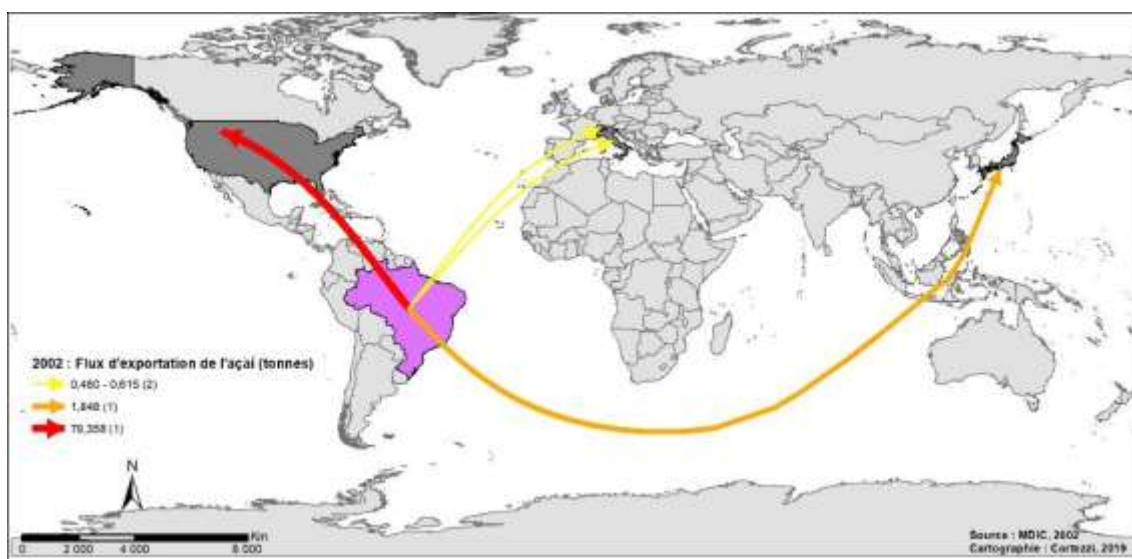 2002 : Flux d'exportation de l'açaí (tonnes)
0,460 - 0,615 (2)
1,848 (1)
79,358 (1)
N
Km
0 2 000 4 000 8 000
Source : MDIC, 2002
Cartographie : Cortezzi, 2019